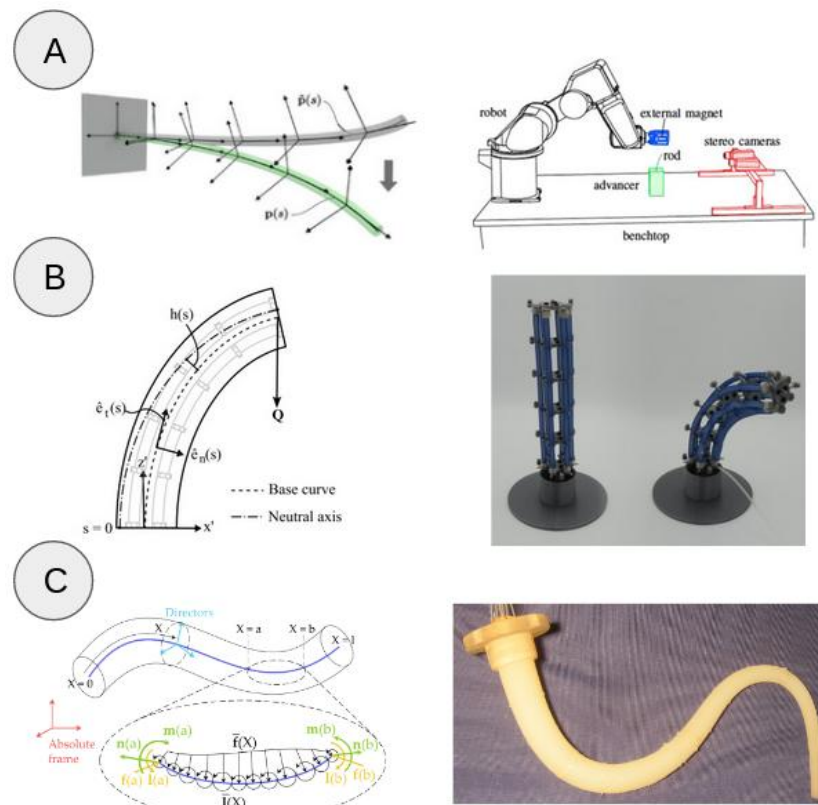 A
p̃(s)
p(s)
robot
external magnet
stereo cameras
rod
advancer
benchtop
B
h(s)
ê_t(s)
Q
ê_n(s)
z'
Base curve
Neutral axis
s = 0
x'
C
Directors
X
X = a
X = b
X=1
X=0
m(a)
m(b)
f̄(X)
n(a)
n(b)
Absolute
frame
f(a)
l(a)
l(b)
f(b)
l̄(X)